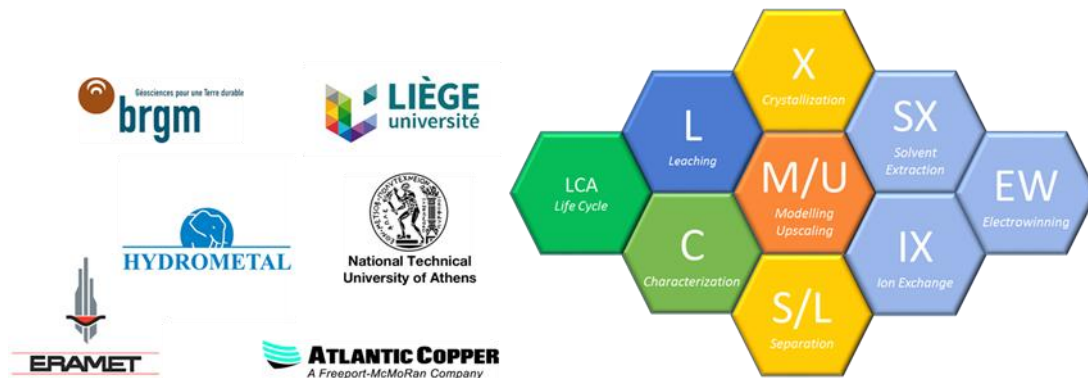 Géosciences pour une Terre durable
brgm
LIÈGE
université
HYDROMETAL
National Technical
University of Athens
ERAMET
ATLANTIC COPPER
A Freeport-McMoRan Company
X
Crystallization
L
Leaching
SX
Solvent
Extraction
LCA
Life Cycle
M/U
Modelling
Upscaling
EW
Electrowinning
C
Characterization
IX
Ion Exchange
S/L
Separation